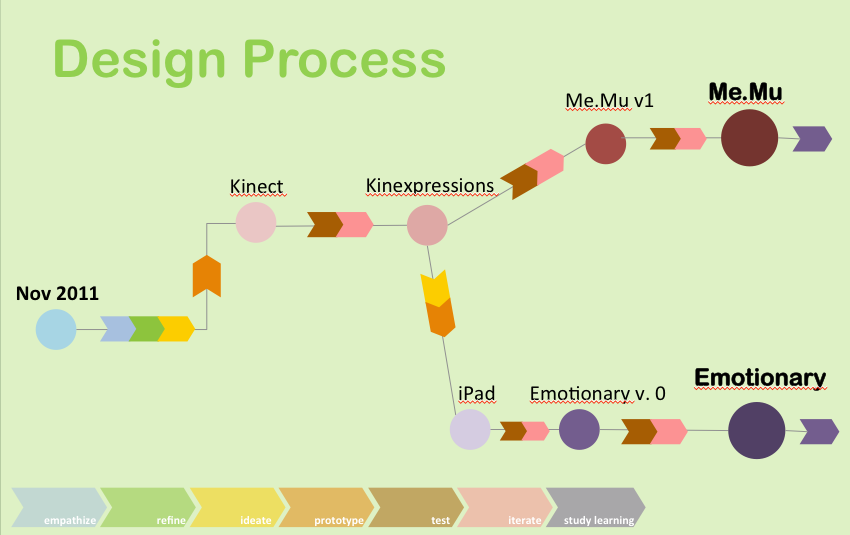 Design Process
Me.Mu
Me.Mu v1
Kinect
Kinexpressions
Nov 2011
Emotionary
iPad
Emotionary v. 0
empathize
refine
ideate
prototype
test
iterate
study learning